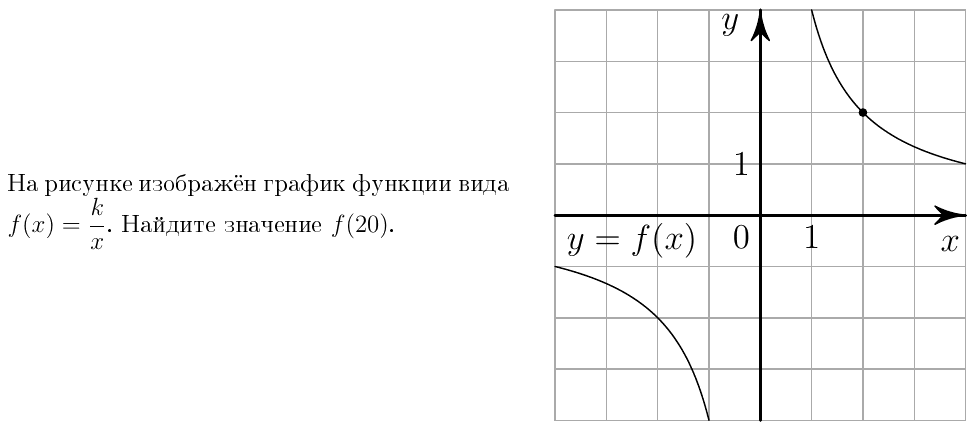 На рисунке изображён график функции вида
f(x) = k/x. Найдите значение f(20).
y
1
y = f(x) 0 1 x